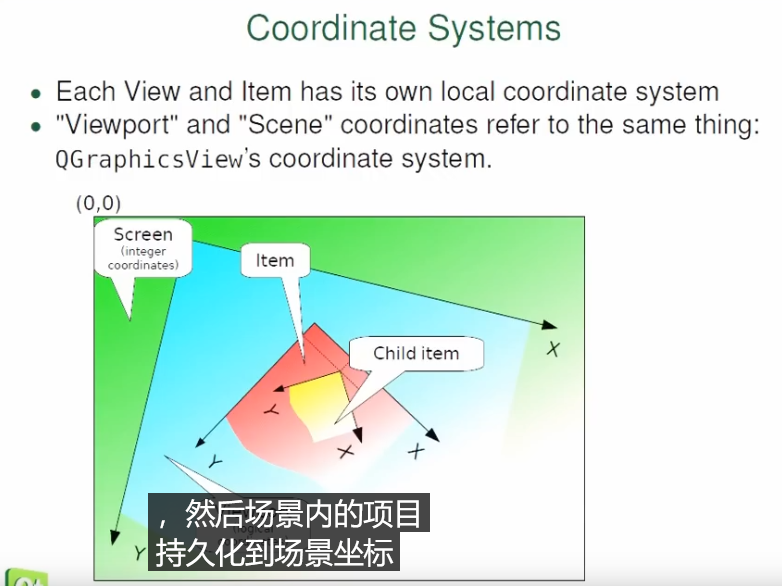 Coordinate Systems
• Each View and Item has its own local coordinate system
• "Viewport" and "Scene" coordinates refer to the same thing:
QGraphicsView's coordinate system.
(0,0)
Screen
(integer
coordinates)
Item
Child item
X
Y
X
Y
X
Y
，然后场景内的项目
持久化到场景坐标
Qt